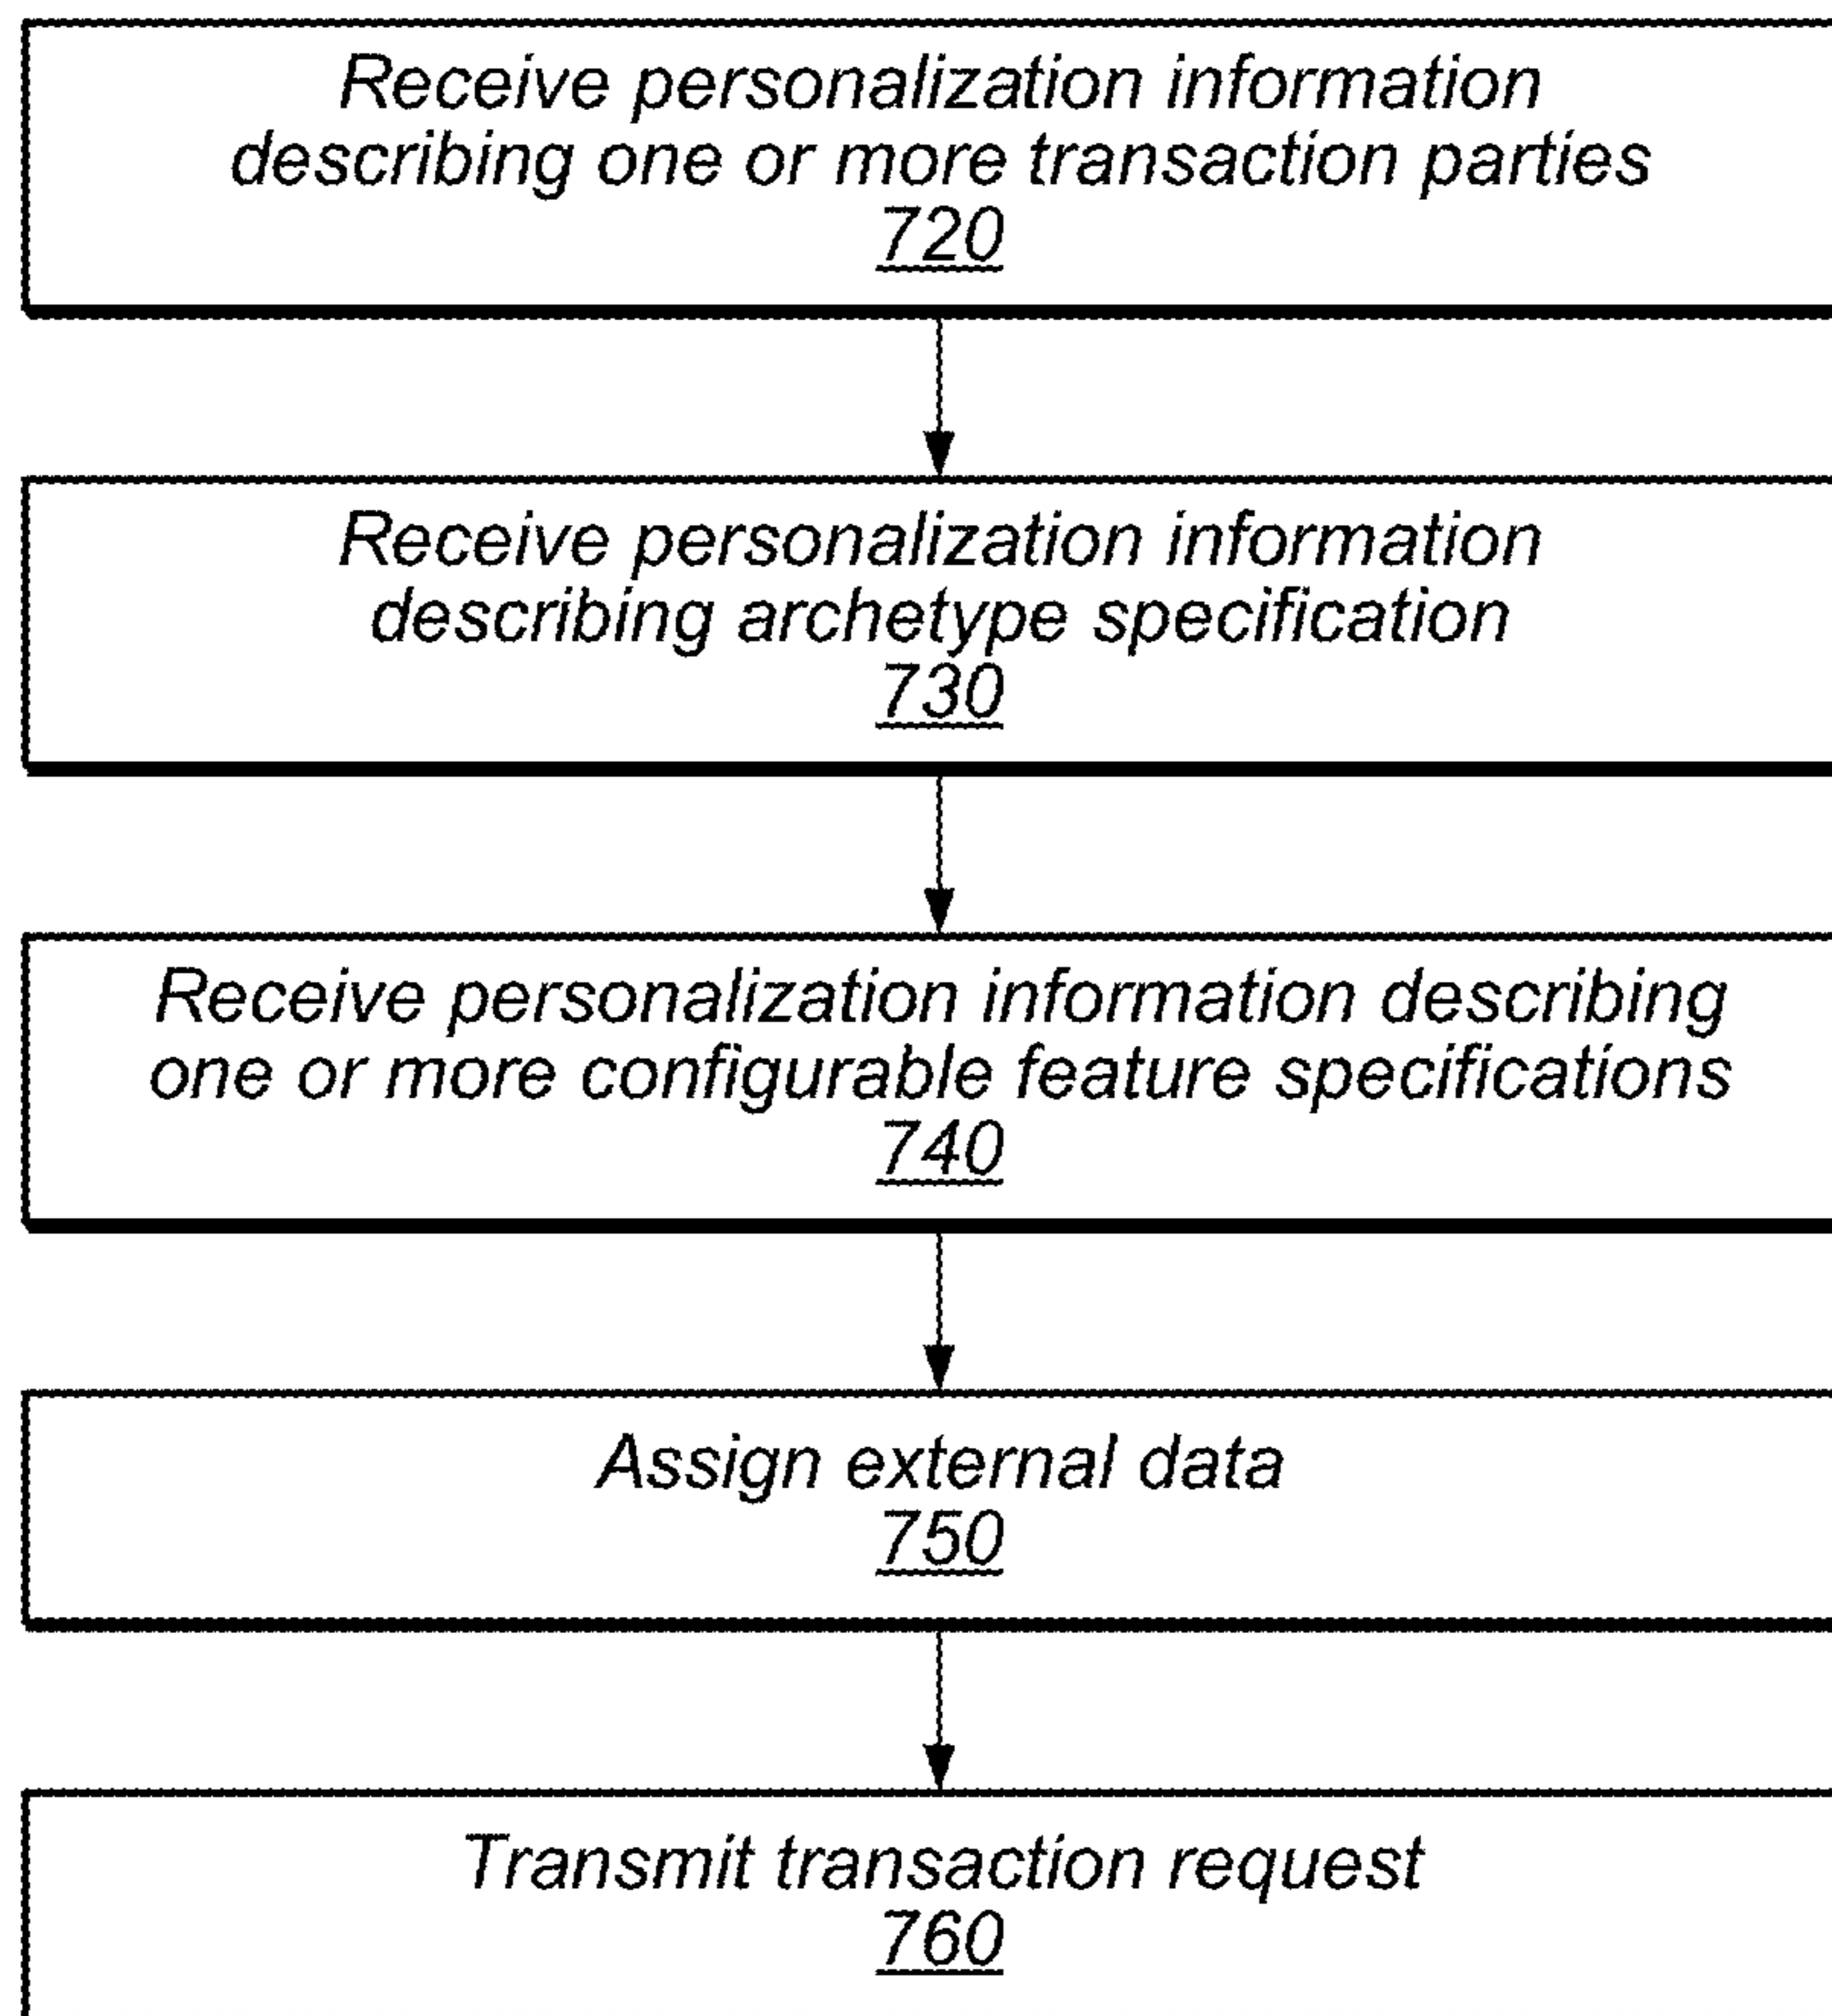 Receive personalization information
describing one or more transaction parties
720
Receive personalization information
describing archetype specification
730
Receive personalization information describing
one or more configurable feature specifications
740
Assign external data
750
Transmit transaction request
760